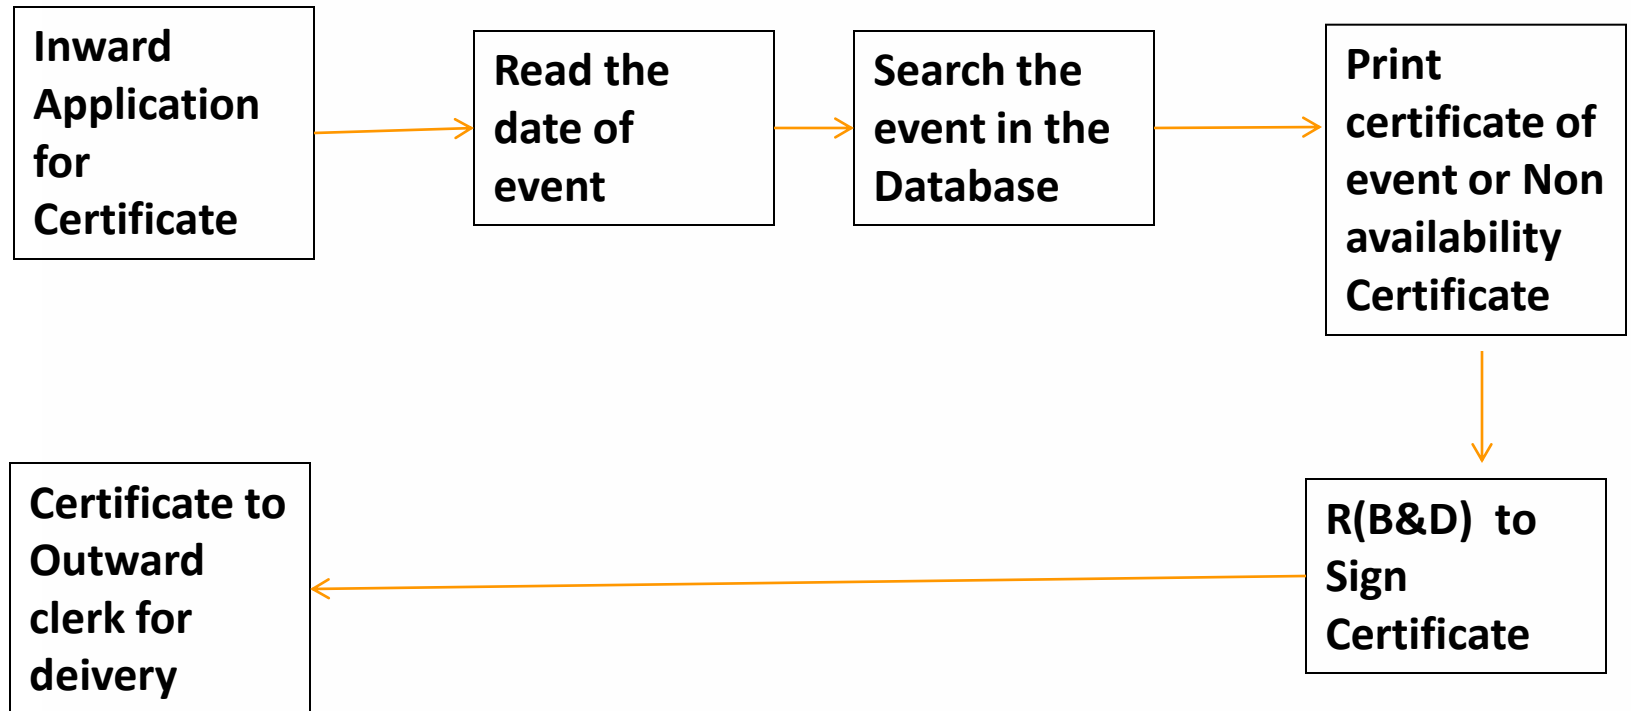 Inward
Application
for
Certificate
Read the
date of
event
Search the
event in the
Database
Print
certificate of
event or Non
availability
Certificate
R(B&D)  to
Sign
Certificate
Certificate to
Outward
clerk for
deivery